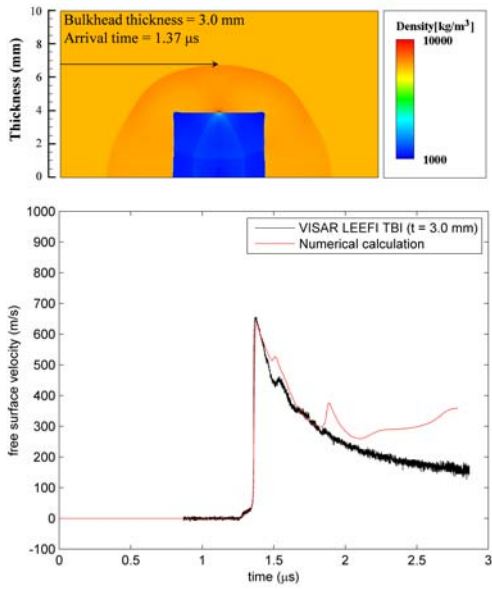 Bulkhead thickness = 3.0 mm
Arrival time = 1.37 μs
Thickness (mm)
10
8
6
4
2
0
Density[kg/m³]
10000
1000
VISAR LEEFI TBI (t = 3.0 mm)
Numerical calculation
free surface velocity (m/s)
1000
900
800
700
600
500
400
300
200
100
0
-100
0 0.5 1 1.5 2 2.5 3
time (μs)